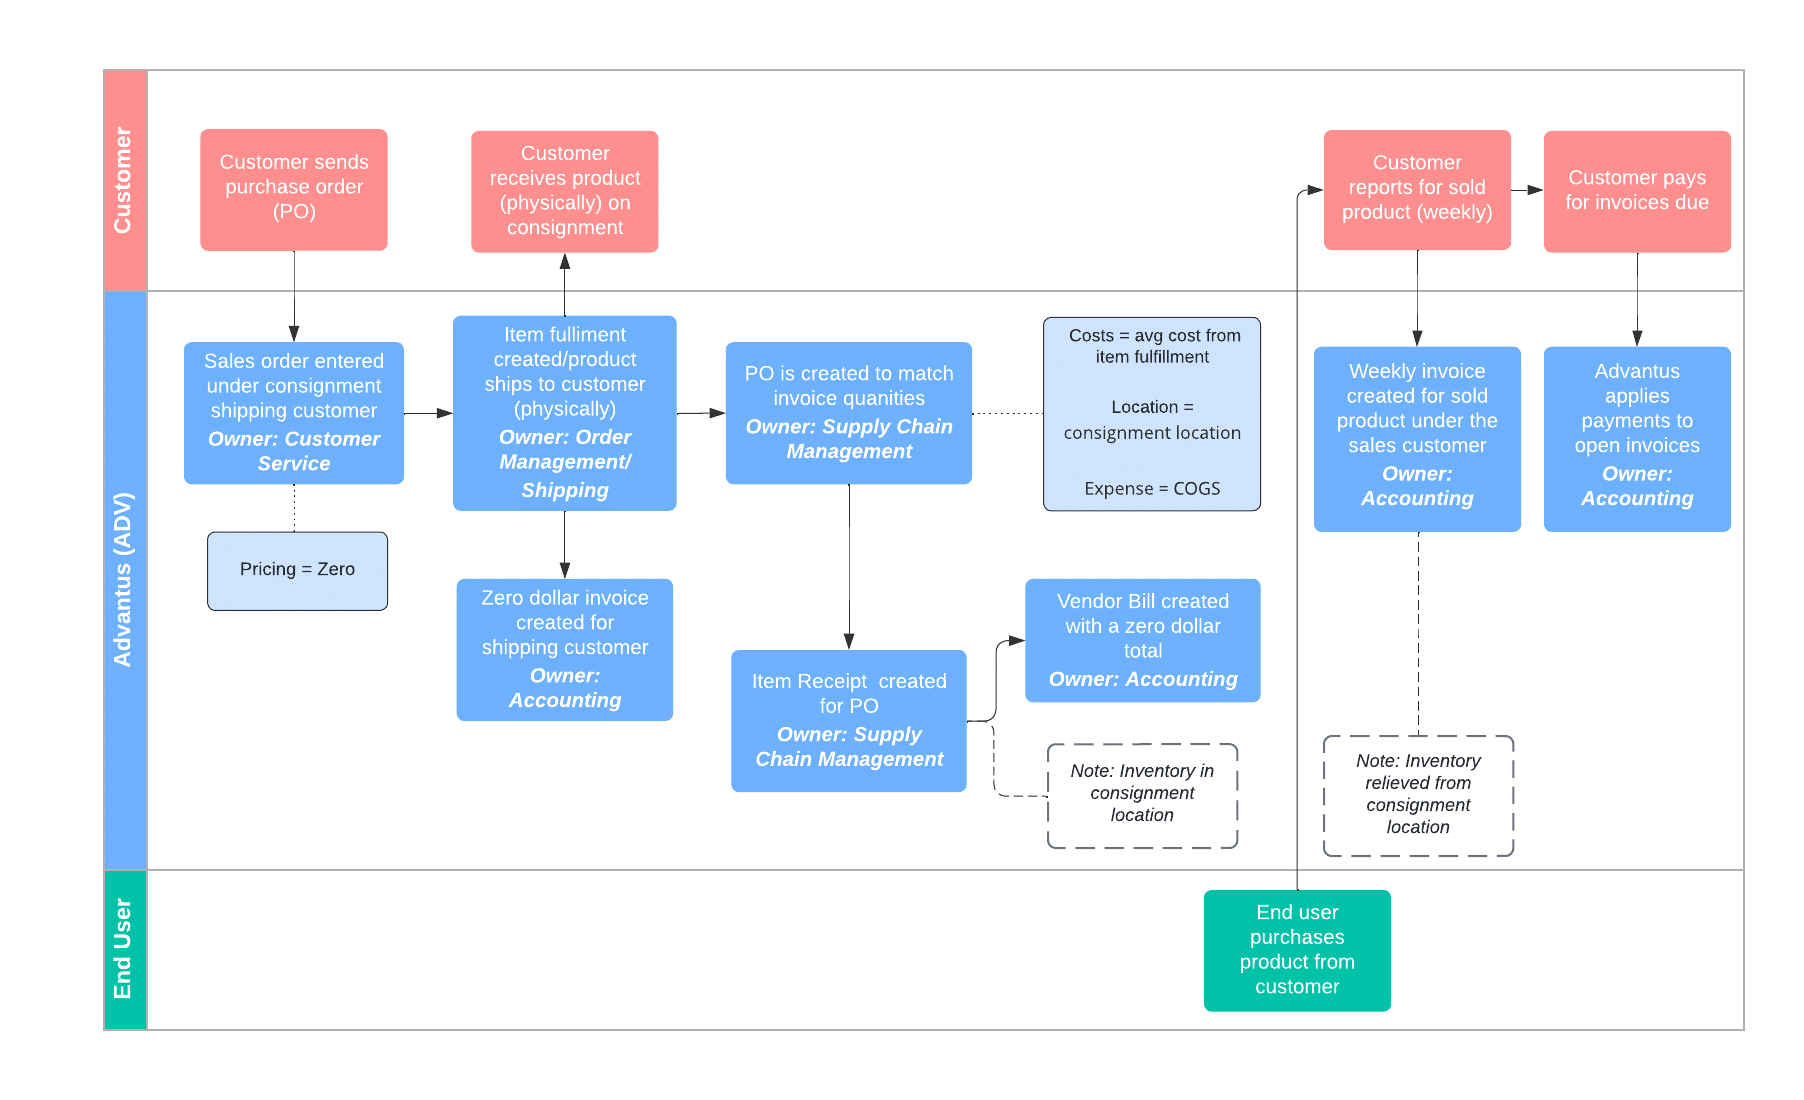 Customer
Customer sends
purchase order
(PO)
Customer
receives product
(physically) on
consignment
Customer
reports for sold
product (weekly)
Customer pays
for invoices due
Advantus (ADV)
Sales order entered
under consignment
shipping customer
Owner: Customer
Service
Pricing = Zero
Item fulliment
created/product
ships to customer
(physically)
Owner: Order
Management/
Shipping
Zero dollar invoice
created for
shipping customer
Owner:
Accounting
PO is created to match
invoice quanities
Owner: Supply Chain
Management
Costs = avg cost from
item fulfillment
Location =
consignment location
Expense = COGS
Item Receipt  created
for PO
Owner: Supply
Chain Management
Vendor Bill created
with a zero dollar
total
Owner: Accounting
Note: Inventory in
consignment
location
Weekly invoice
created for sold
product under the
sales customer
Owner:
Accounting
Note: Inventory
relieved from
consignment
location
Advantus
applies
payments to
open invoices
Owner:
Accounting
End User
End user
purchases
product from
customer